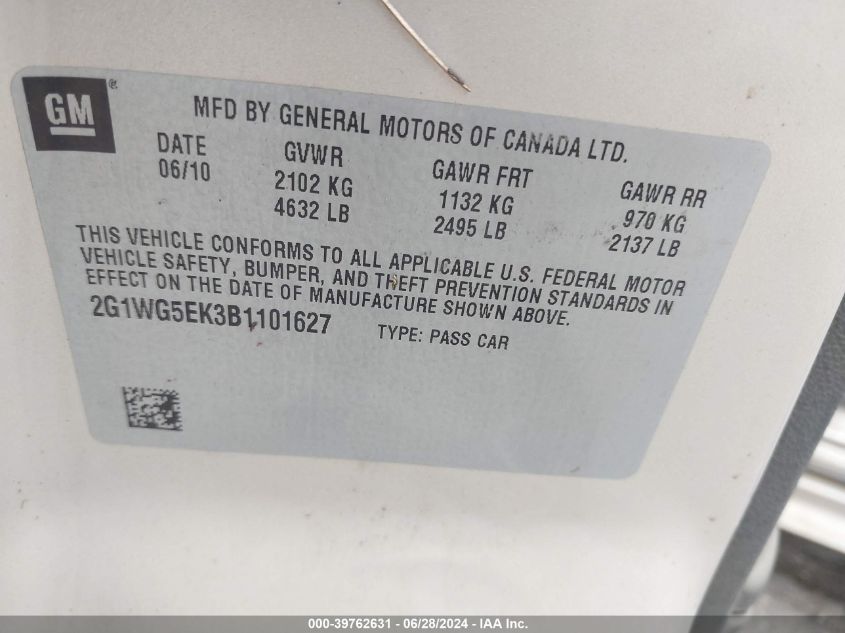 GM®
MFD BY GENERAL MOTORS OF CANADA LTD.
DATE GVWR GAWR FRT GAWR RR
06/10 2102 KG 1132 KG 970 KG
4632 LB 2495 LB 2137 LB
THIS VEHICLE CONFORMS TO ALL APPLICABLE U.S. FEDERAL MOTOR
VEHICLE SAFETY, BUMPER, AND THEFT PREVENTION STANDARDS IN
EFFECT ON THE DATE OF MANUFACTURE SHOWN ABOVE.
2G1WG5EK3B1101627 TYPE: PASS CAR
000-39762631 - 06/28/2024 - IAA Inc.